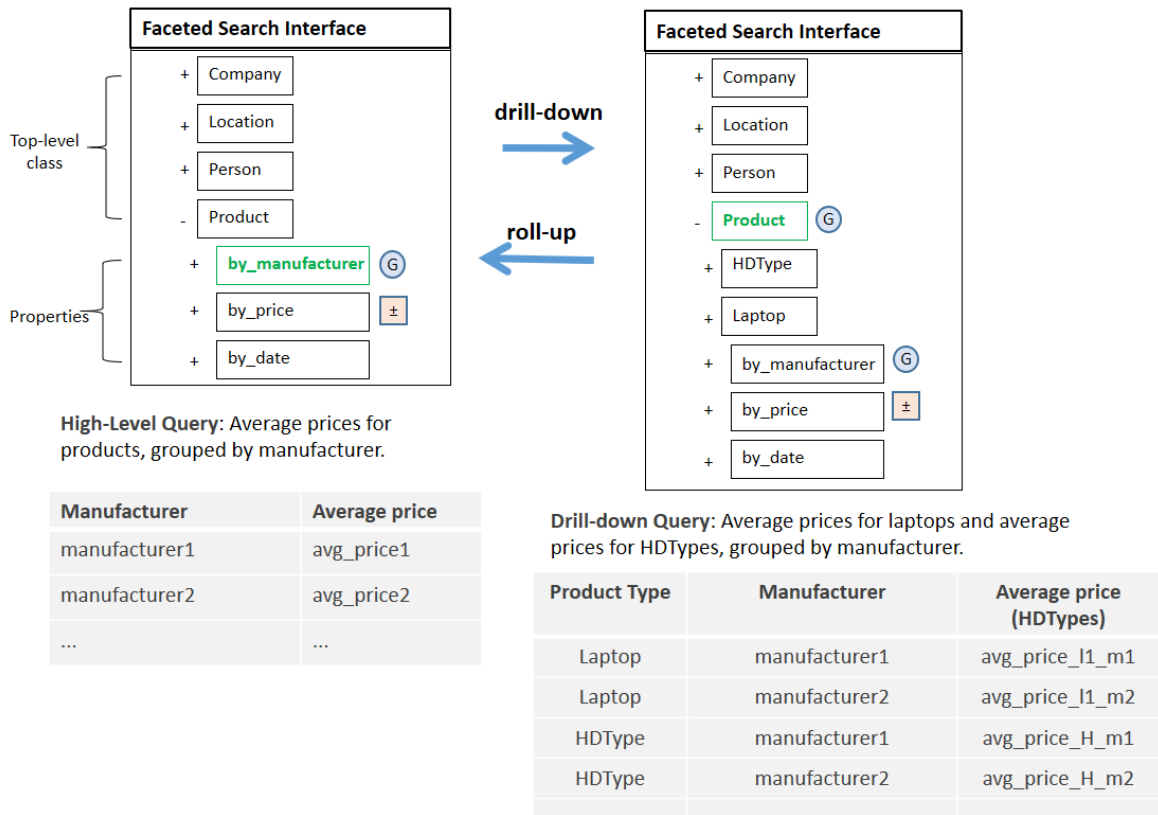 Faceted Search Interface
+ Company
+ Location
+ Person
- Product
+ by_manufacturer G
+ by_price ±
+ by_date
Top-level
class
Properties
drill-down
roll-up
Faceted Search Interface
+ Company
+ Location
+ Person
- Product G
+ HDType
+ Laptop
+ by_manufacturer G
+ by_price ±
+ by_date
High-Level Query: Average prices for
products, grouped by manufacturer.
Manufacturer Average price
manufacturer1 avg_price1
manufacturer2 avg_price2
... ...
Drill-down Query: Average prices for laptops and average
prices for HDTypes, grouped by manufacturer.
Product Type Manufacturer Average price
(HDTypes)
Laptop manufacturer1 avg_price_l1_m1
Laptop manufacturer2 avg_price_l1_m2
HDType manufacturer1 avg_price_H_m1
HDType manufacturer2 avg_price_H_m2